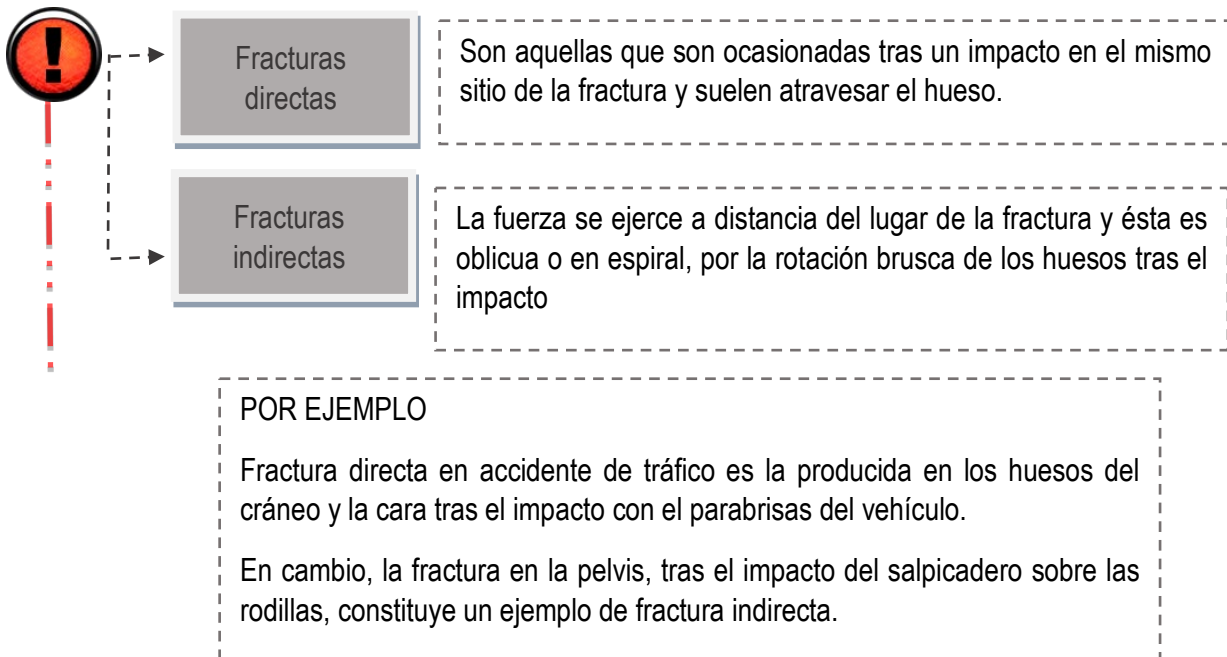 !
Fracturas
directas
Son aquellas que son ocasionadas tras un impacto en el mismo
sitio de la fractura y suelen atravesar el hueso.
Fracturas
indirectas
La fuerza se ejerce a distancia del lugar de la fractura y ésta es
oblicua o en espiral, por la rotación brusca de los huesos tras el
impacto
POR EJEMPLO
Fractura directa en accidente de tráfico es la producida en los huesos del
cráneo y la cara tras el impacto con el parabrisas del vehículo.
En cambio, la fractura en la pelvis, tras el impacto del salpicadero sobre las
rodillas, constituye un ejemplo de fractura indirecta.